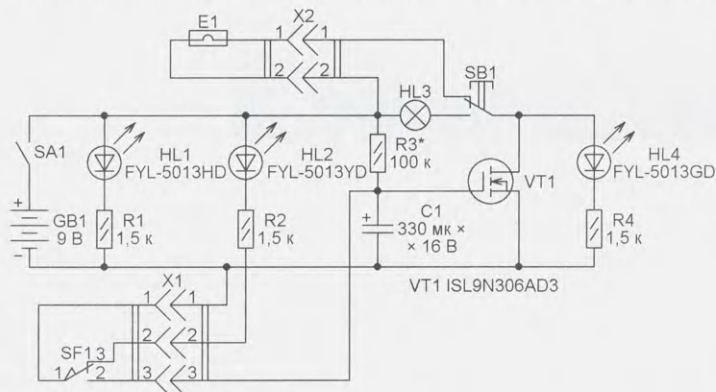 E1
X2
1 1
2 2
SB1
HL3
SA1
HL1
FYL-5013HD
HL2
FYL-5013YD
R3*
100 к
VT1
HL4
FYL-5013GD
+
GB1
9 В
-
R1
1,5 к
R2
1,5 к
+
C1
330 мк ×
× 16 В
R4
1,5 к
VT1 ISL9N306AD3
X1
1 1
2 2
3 3
SF1 3
1 2